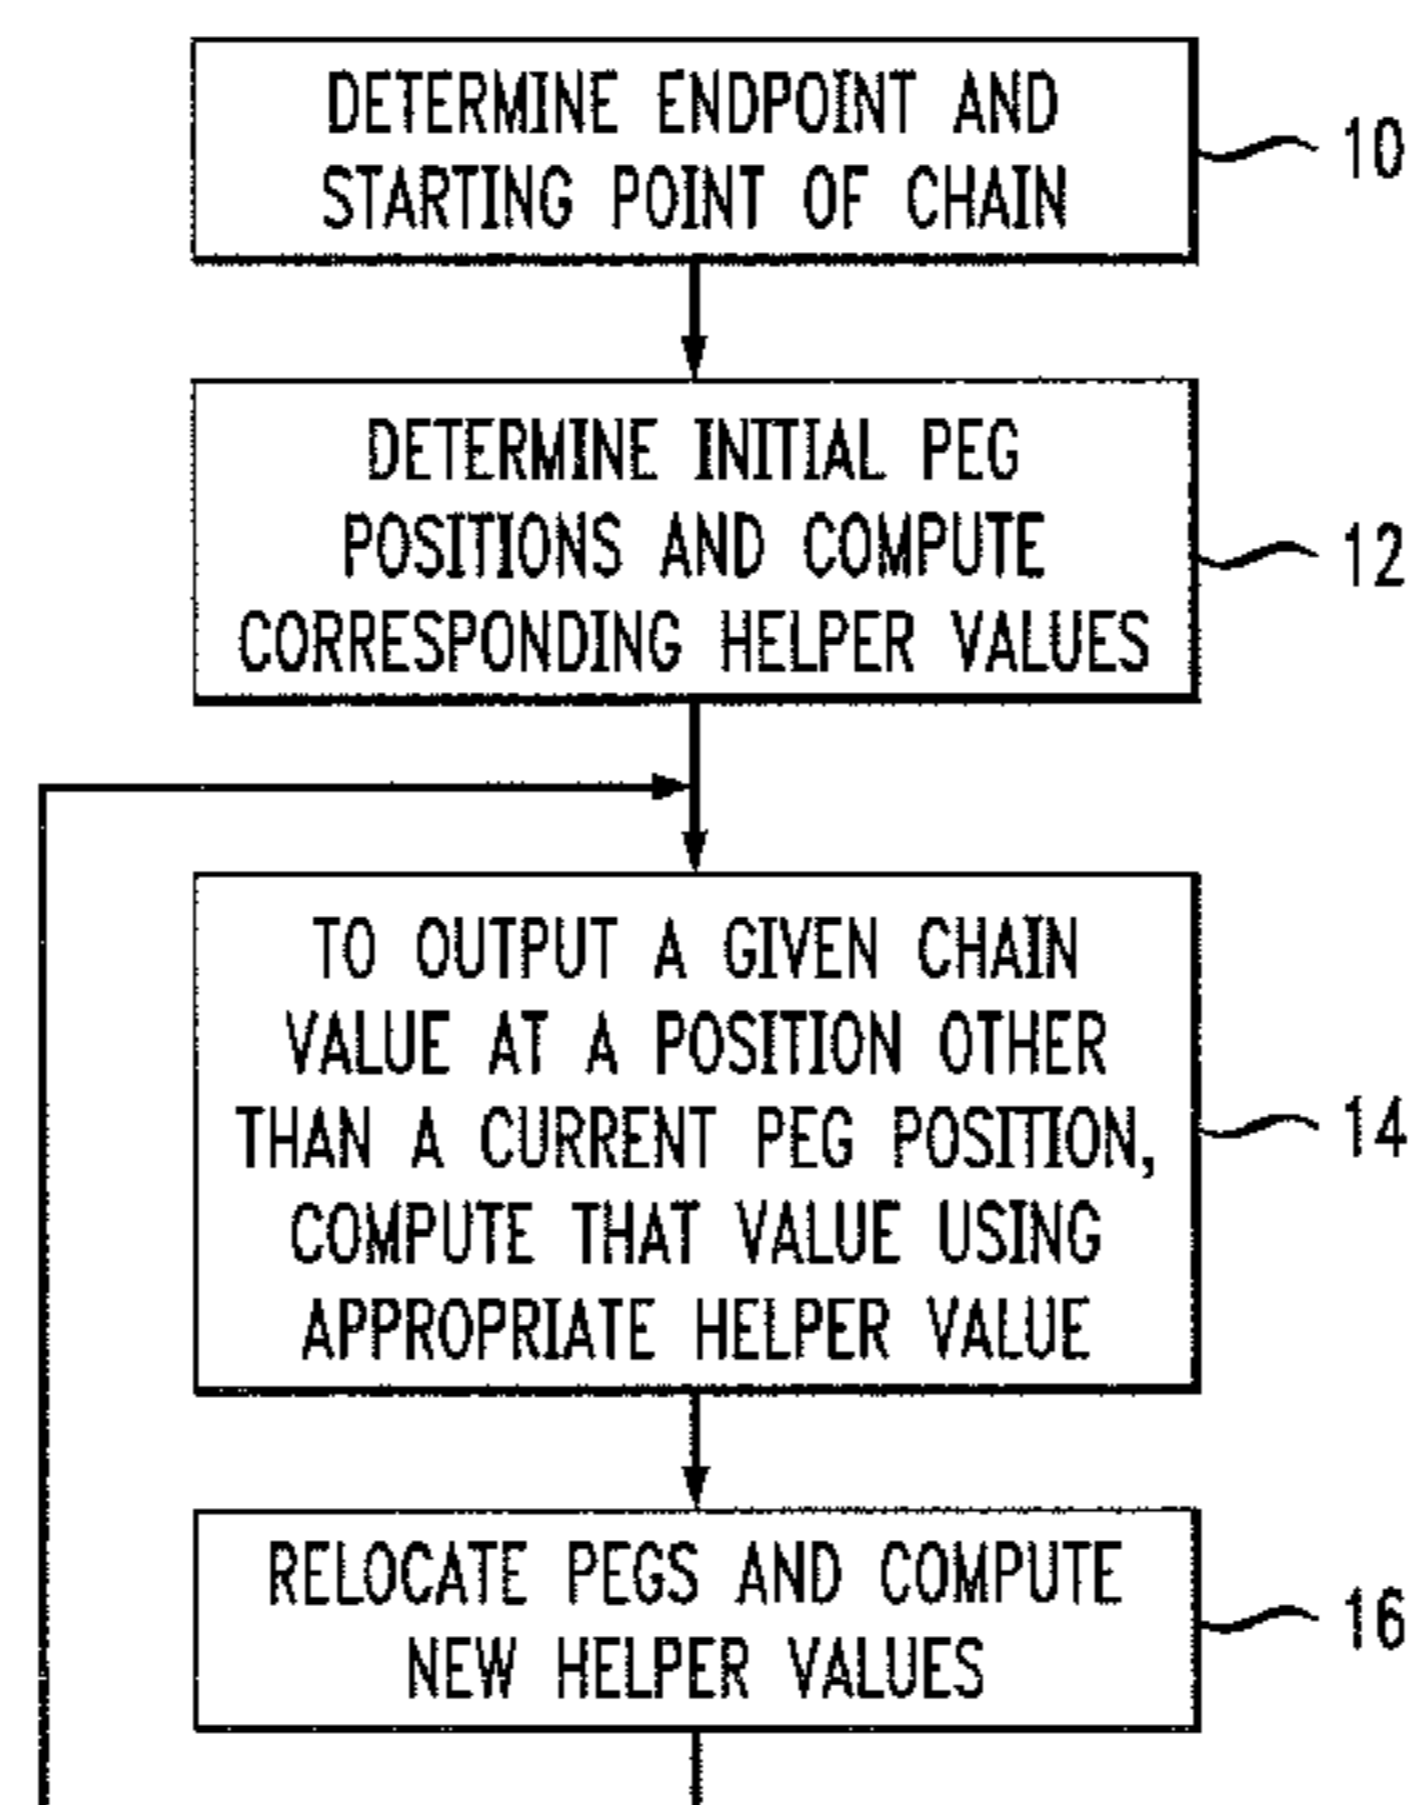 DETERMINE ENDPOINT AND
STARTING POINT OF CHAIN
10
DETERMINE INITIAL PEG
POSITIONS AND COMPUTE
CORRESPONDING HELPER VALUES
12
TO OUTPUT A GIVEN CHAIN
VALUE AT A POSITION OTHER
THAN A CURRENT PEG POSITION,
COMPUTE THAT VALUE USING
APPROPRIATE HELPER VALUE
14
RELOCATE PEGS AND COMPUTE
NEW HELPER VALUES
16